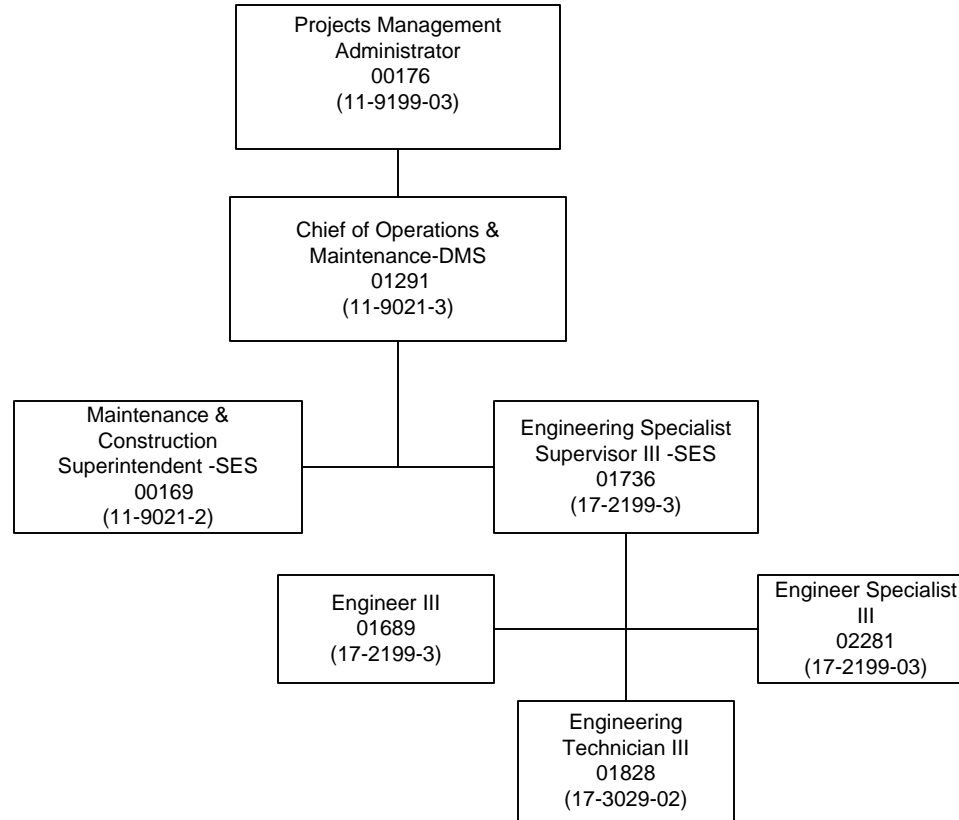 Projects Management
Administrator
00176
(11-9199-03)
Chief of Operations &
Maintenance-DMS
01291
(11-9021-3)
Maintenance &
Construction
Superintendent -SES
00169
(11-9021-2)
Engineering Specialist
Supervisor III -SES
01736
(17-2199-3)
Engineer III
01689
(17-2199-3)
Engineer Specialist
III
02281
(17-2199-03)
Engineering
Technician III
01828
(17-3029-02)